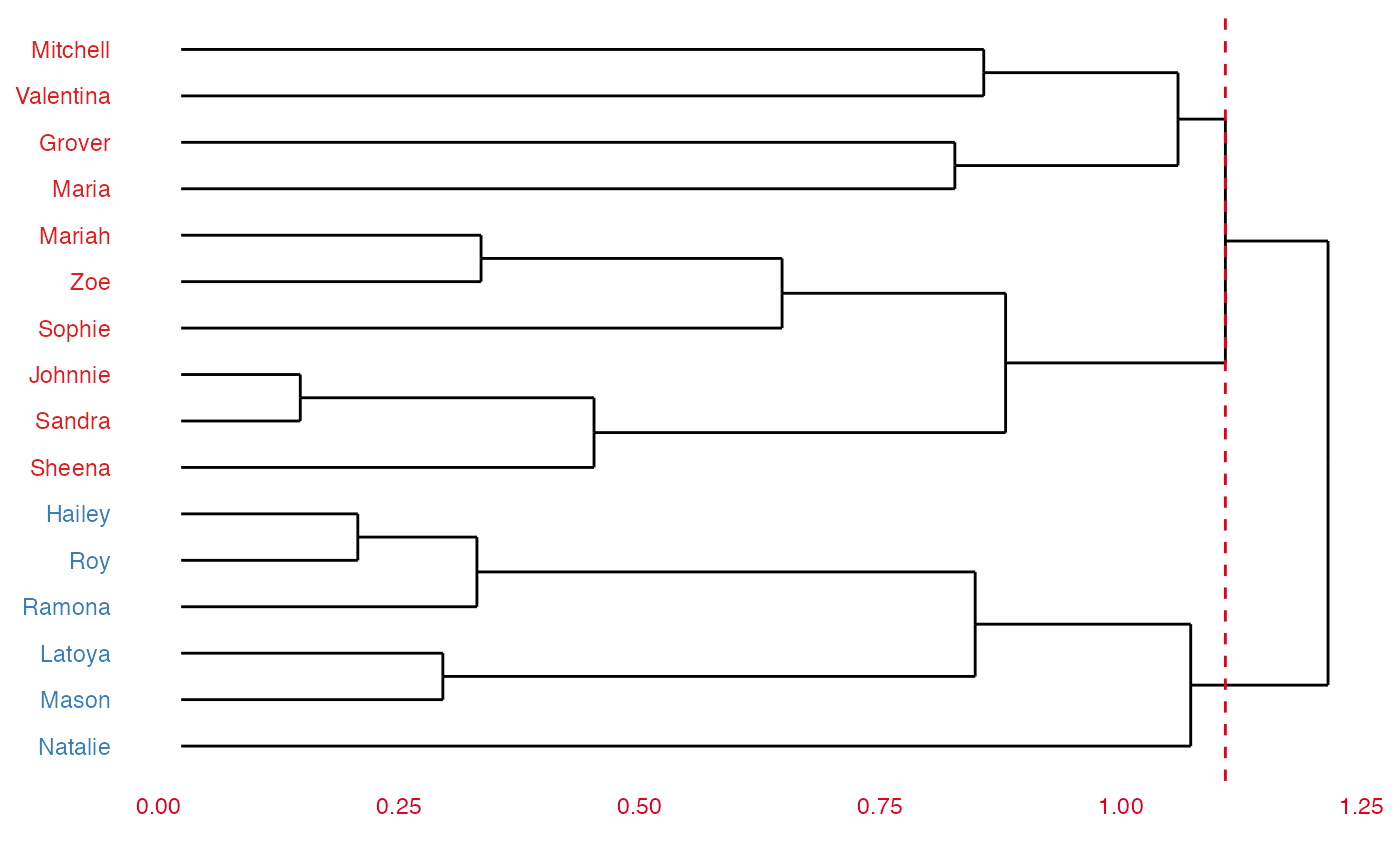 Mitchell
Valentina
Grover
Maria
Mariah
Zoe
Sophie
Johnnie
Sandra
Sheena
Hailey
Roy
Ramona
Latoya
Mason
Natalie
0.00 0.25 0.50 0.75 1.00 1.25